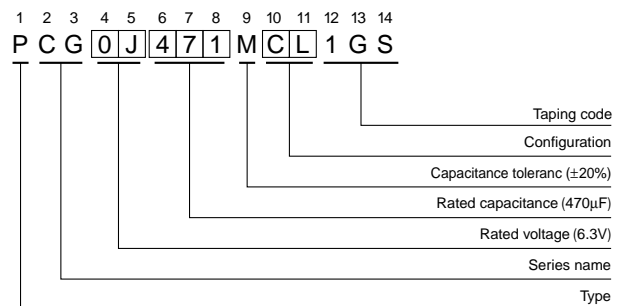 1 2 3 4 5 6 7 8 9 10 11 12 13 14
P C G 0 J 4 7 1 M C L 1 G S
Taping code
Configuration
Capacitance toleranc (±20%)
Rated capacitance (470µF)
Rated voltage (6.3V)
Series name
Type